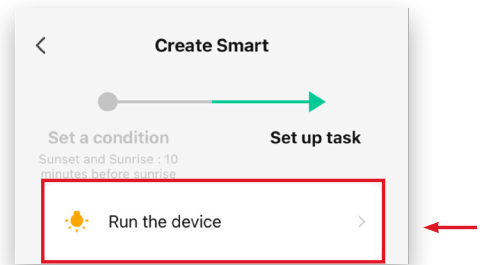 Create Smart
Set a condition
Set up task
Sunset and Sunrise : 10
minutes before sunrise
Run the device